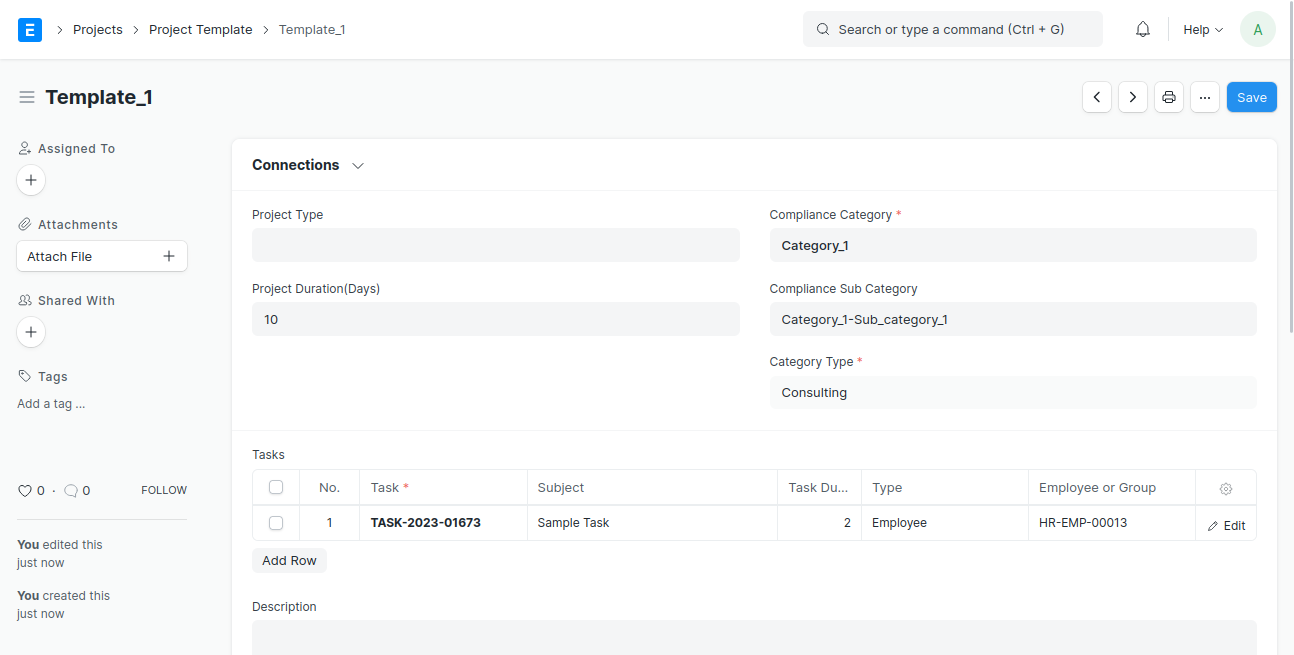 E > Projects > Project Template > Template_1
Search or type a command (Ctrl + G)
Help
A
Template_1
...
Save
Assigned To
Attachments
Attach File
Shared With
Tags
Add a tag ...
0 · 0 FOLLOW
You edited this
just now
You created this
just now
Connections
Project Type
Compliance Category *
Category_1
Project Duration(Days)
10
Compliance Sub Category
Category_1-Sub_category_1
Category Type *
Consulting
Tasks
No. Task * Subject Task Du... Type Employee or Group
1 TASK-2023-01673 Sample Task 2 Employee HR-EMP-00013 Edit
Add Row
Description